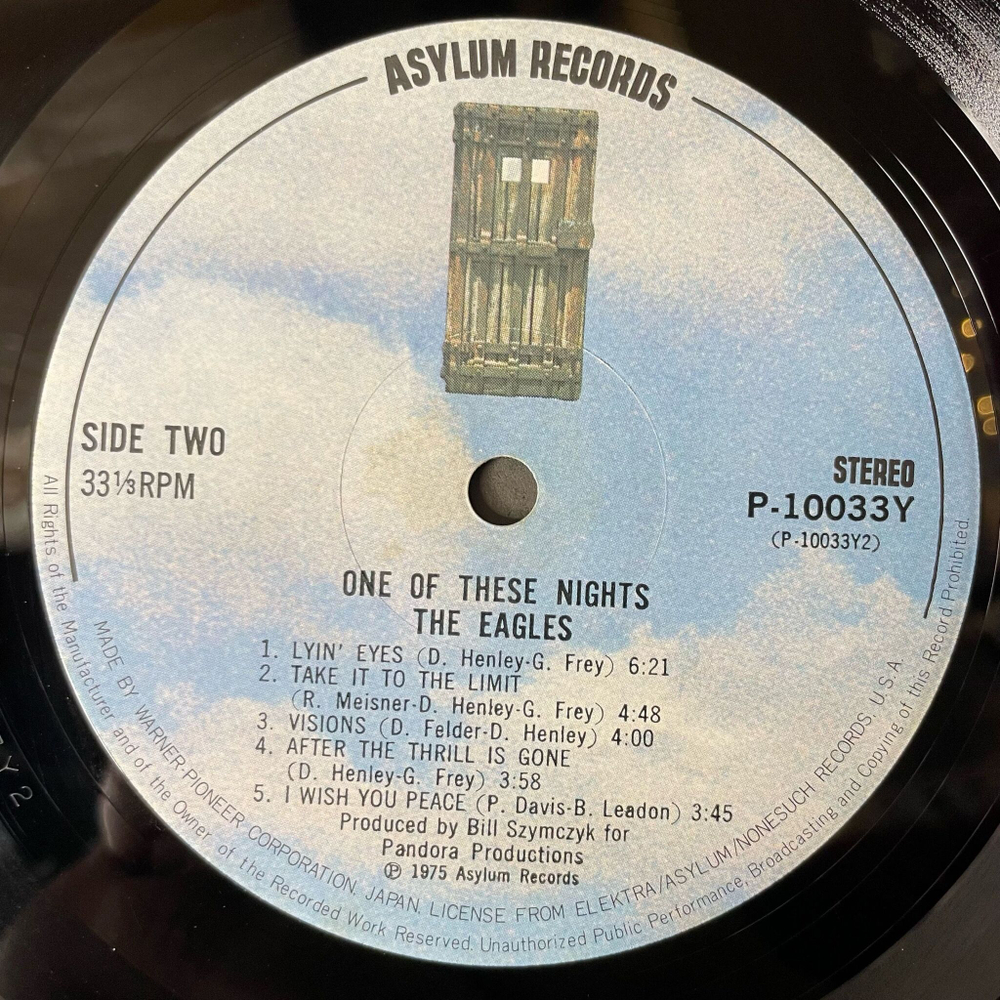 ASYLUM RECORDS
SIDE TWO
33⅓RPM
STEREO
P-10033Y
(P-10033Y2)
ONE OF THESE NIGHTS
THE EAGLES
1. LYIN' EYES (D. Henley-G. Frey) 6:21
2. TAKE IT TO THE LIMIT
(R. Meisner-D. Henley-G. Frey) 4:48
3. VISIONS (D. Felder-D. Henley) 4:00
4. AFTER THE THRILL IS GONE
(D. Henley-G. Frey) 3:58
5. I WISH YOU PEACE (P. Davis-B. Leadon) 3:45
Produced by Bill Szymczyk for
Pandora Productions
℗ 1975 Asylum Records
MADE BY WARNER-PIONEER CORPORATION, JAPAN, LICENSE FROM ELEKTRA/ASYLUM/NONESUCH RECORDS, U.S.A.
All Rights of the Manufacturer and of the Owner of the Recorded Work Reserved. Unauthorized Public Performance, Broadcasting and Copying of this Record Prohibited.